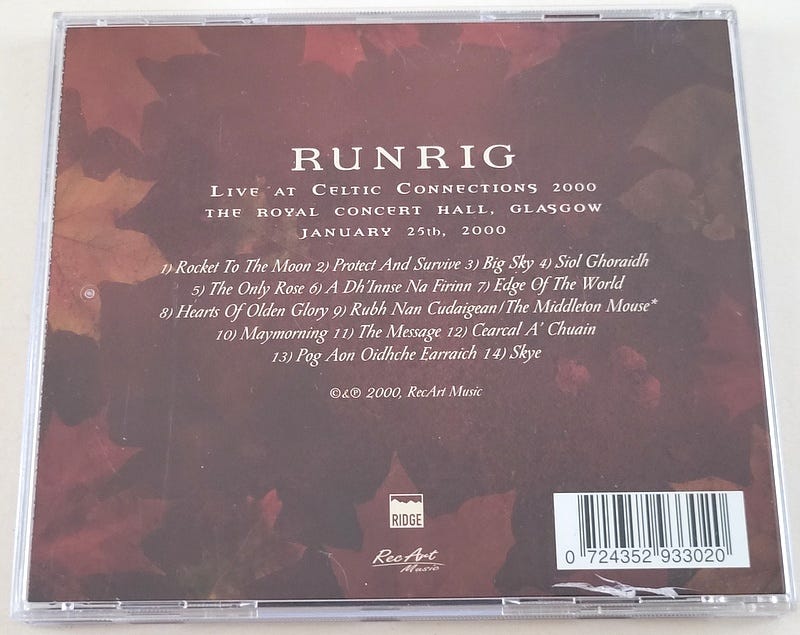 RUNRIG
LIVE AT CELTIC CONNECTIONS 2000
THE ROYAL CONCERT HALL, GLASGOW
JANUARY 25th, 2000
1) Rocket To The Moon 2) Protect And Survive 3) Big Sky 4) Siol Ghoraidh
5) The Only Rose 6) A Dh'Innse Na Firinn 7) Edge Of The World
8) Hearts Of Olden Glory 9) Rubh Nan Cudaigean/The Middleton Mouse*
10) Maymorning 11) The Message 12) Cearcal A' Chuain
13) Pog Aon Oidhche Earraich 14) Skye
©&℗ 2000, RecArt Music
RIDGE
RecArt
Music
0 724352 933020